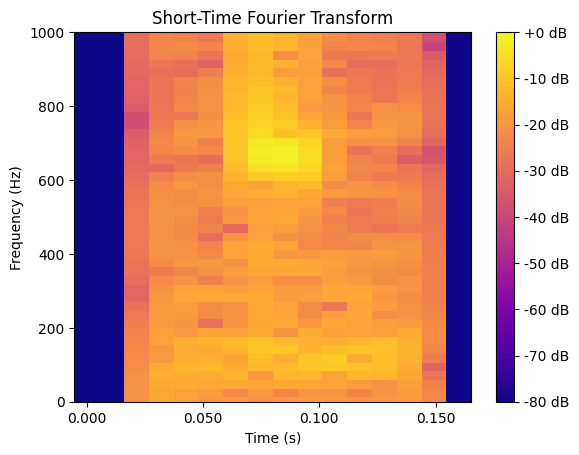 Short-Time Fourier Transform
1000
800
600
400
200
0
Frequency (Hz)
0.000
0.050
0.100
0.150
Time (s)
+0 dB
-10 dB
-20 dB
-30 dB
-40 dB
-50 dB
-60 dB
-70 dB
-80 dB